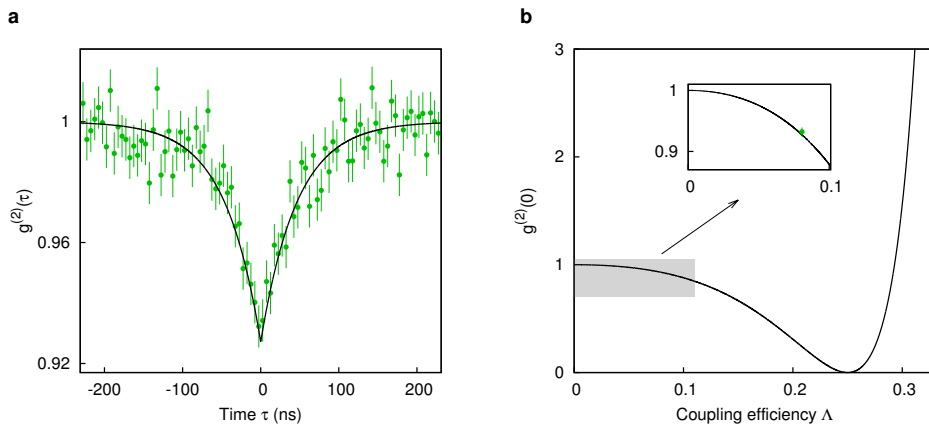 a
g(2)(τ)
1
0.96
0.92
-200 -100 0 100 200
Time τ (ns)
b
g(2)(0)
3
2
1
0
0 0.1 0.2 0.3
Coupling efficiency Λ
1
0.9
0 0.1